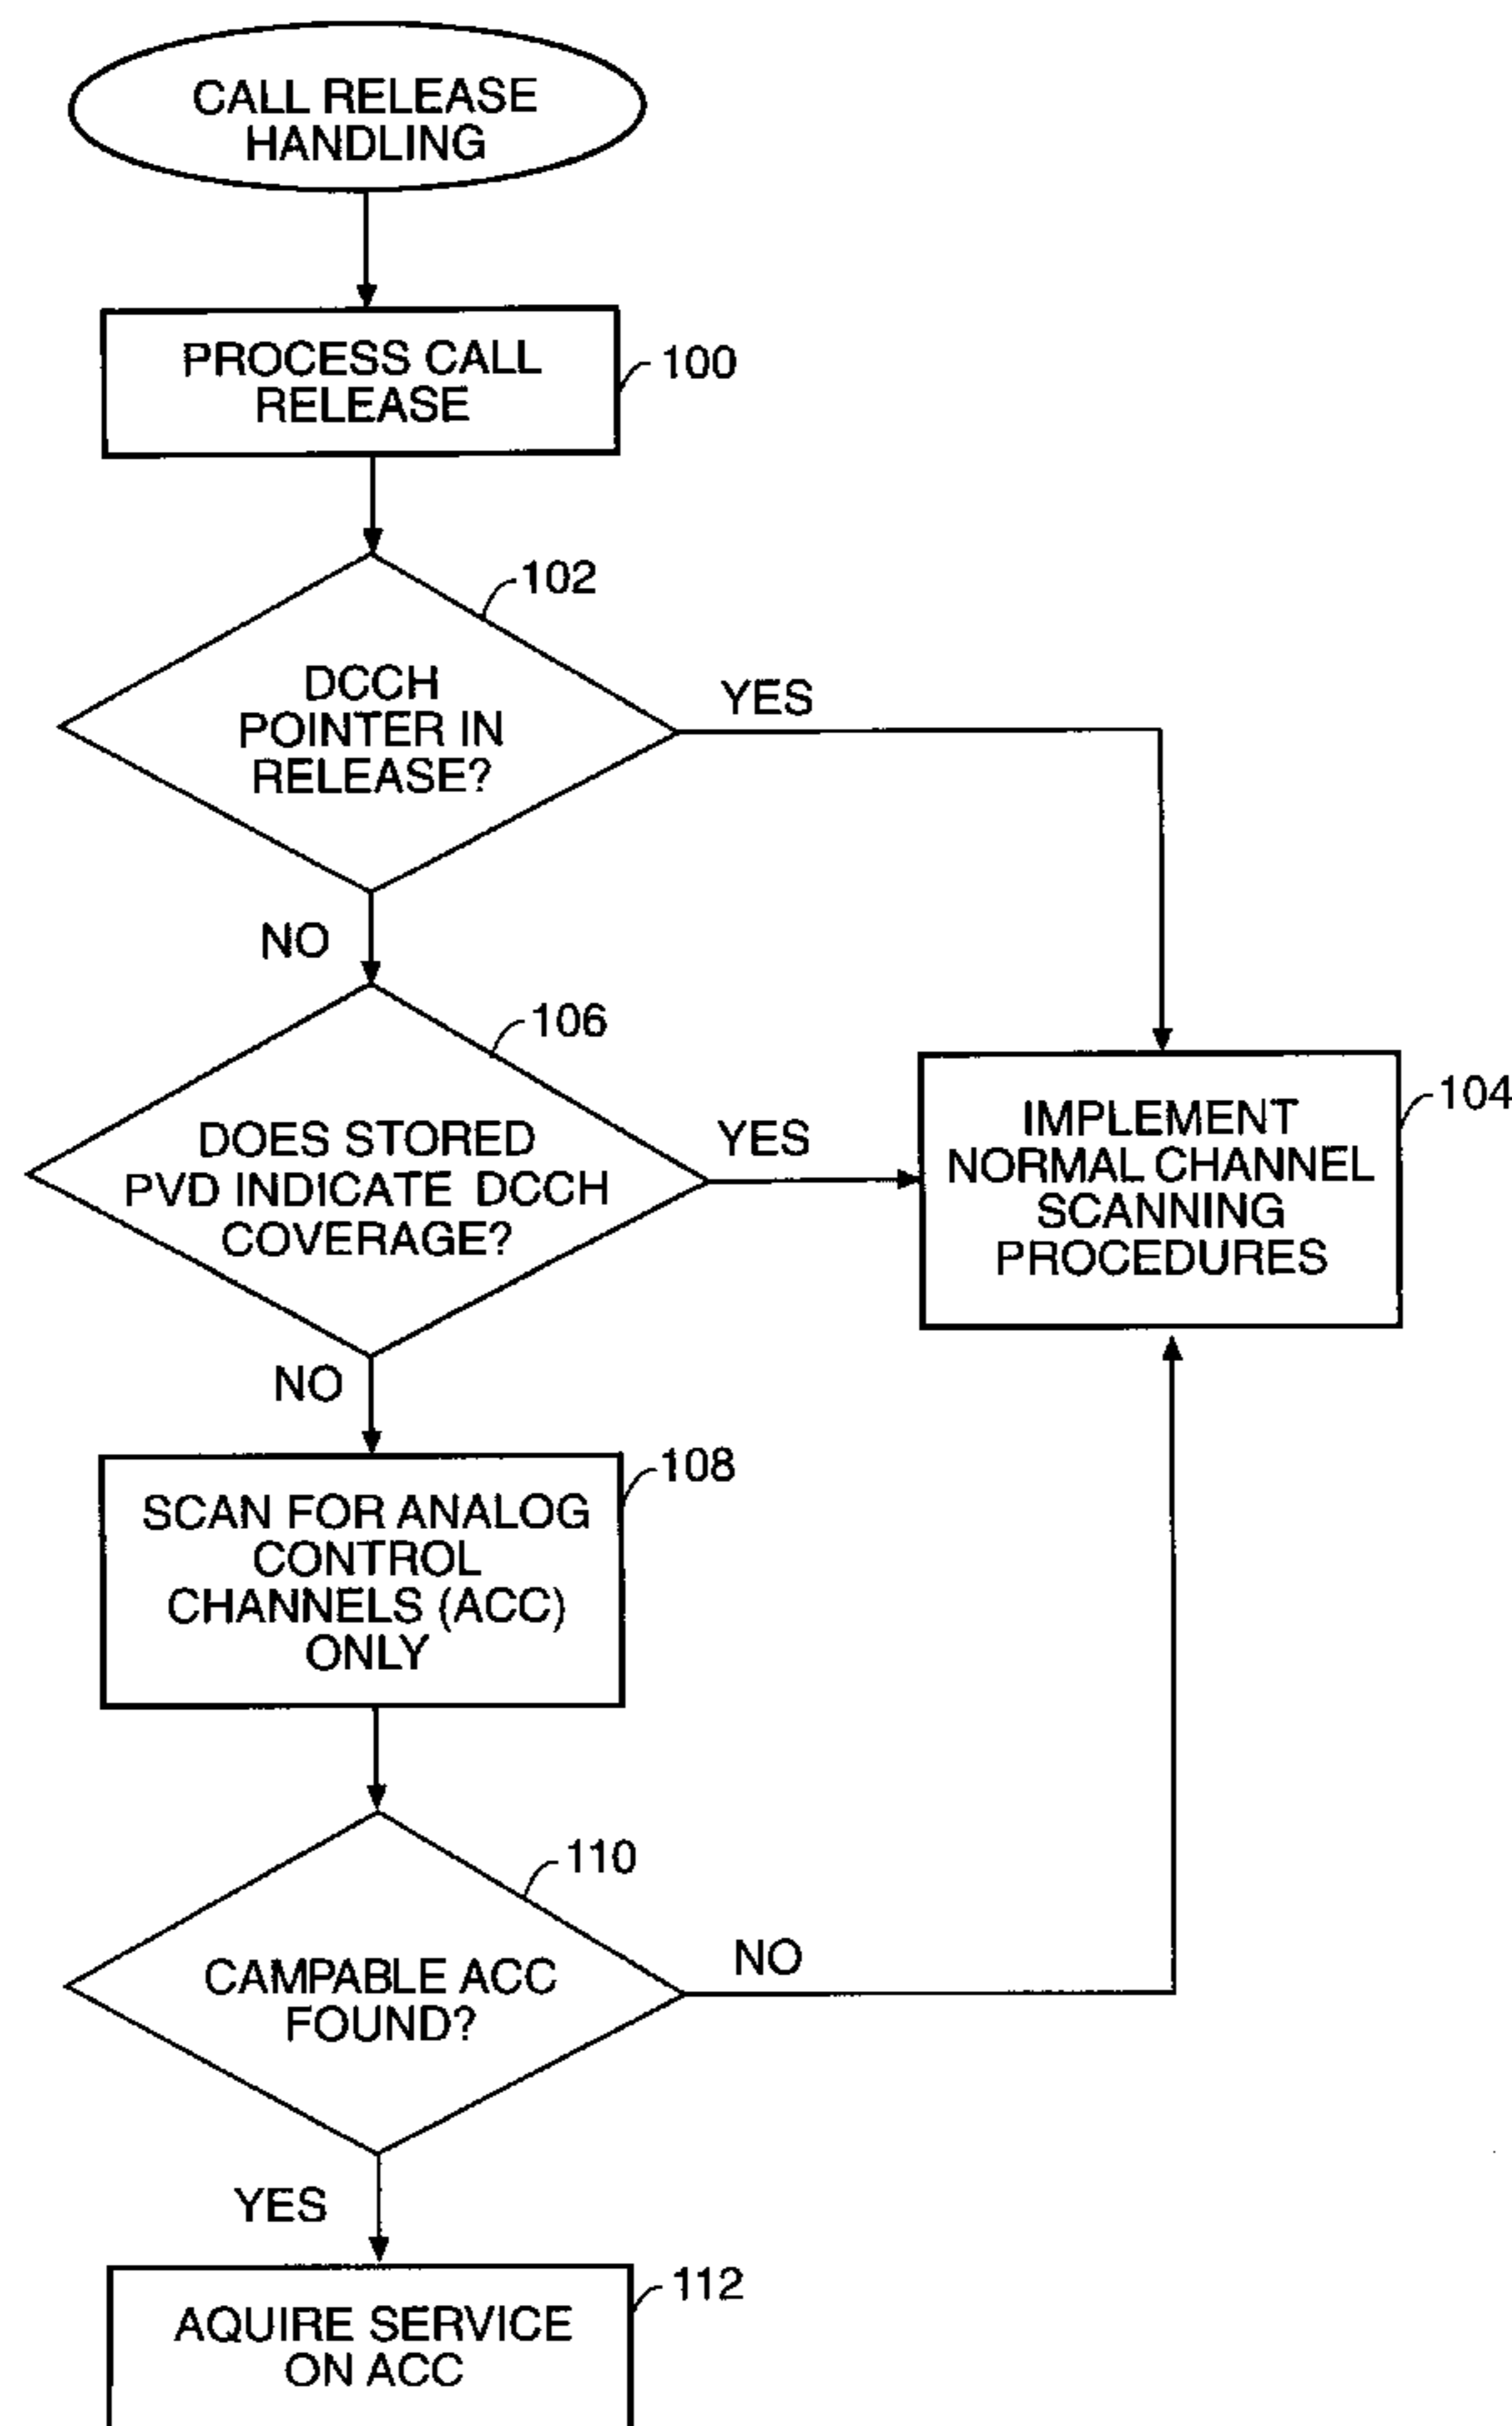 CALL RELEASE
HANDLING
PROCESS CALL
RELEASE
100
102
DCCH
POINTER IN
RELEASE?
YES
NO
106
DOES STORED
PVD INDICATE DCCH
COVERAGE?
YES
104
IMPLEMENT
NORMAL CHANNEL
SCANNING
PROCEDURES
NO
108
SCAN FOR ANALOG
CONTROL
CHANNELS (ACC)
ONLY
110
CAMPABLE ACC
FOUND?
NO
YES
112
AQUIRE SERVICE
ON ACC